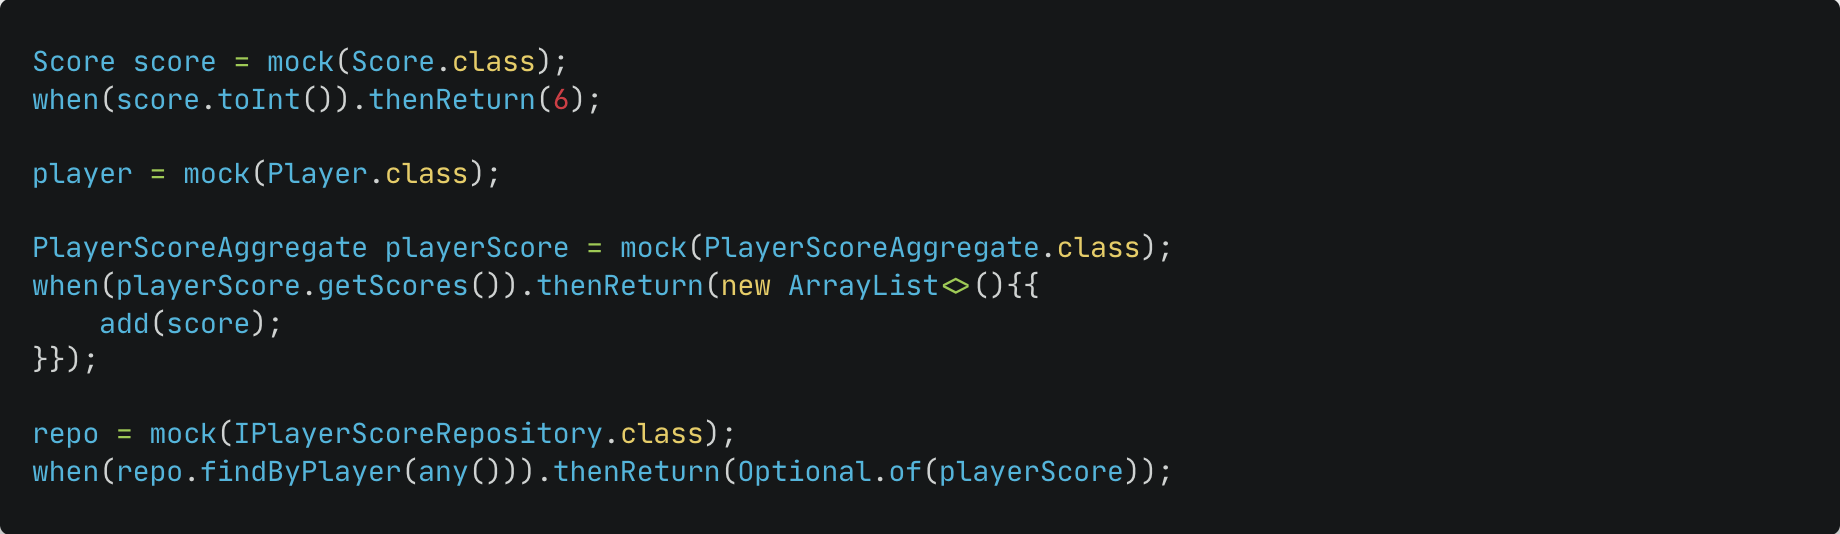 Score score = mock(Score.class);
when(score.toInt()).thenReturn(6);
player = mock(Player.class);
PlayerScoreAggregate playerScore = mock(PlayerScoreAggregate.class);
when(playerScore.getScores()).thenReturn(new ArrayList<>(){{
    add(score);
}});
repo = mock(IPlayerScoreRepository.class);
when(repo.findByPlayer(any())).thenReturn(Optional.of(playerScore));